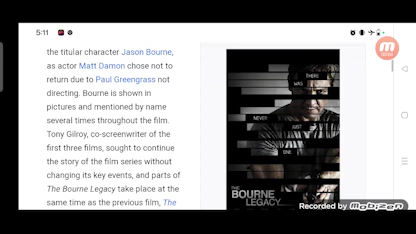 5:11
the titular character Jason Bourne,
as actor Matt Damon chose not to
return due to Paul Greengrass not
directing. Bourne is shown in
pictures and mentioned by name
several times throughout the film.
Tony Gilroy, co-screenwriter of the
first three films, sought to continue
the story of the film series without
changing its key events, and parts of
The Bourne Legacy take place at the
same time as the previous film, The
THERE
WAS
NEVER
JUST
ONE
THE
BOURNE
LEGACY
Recorded by
MOBIZEN